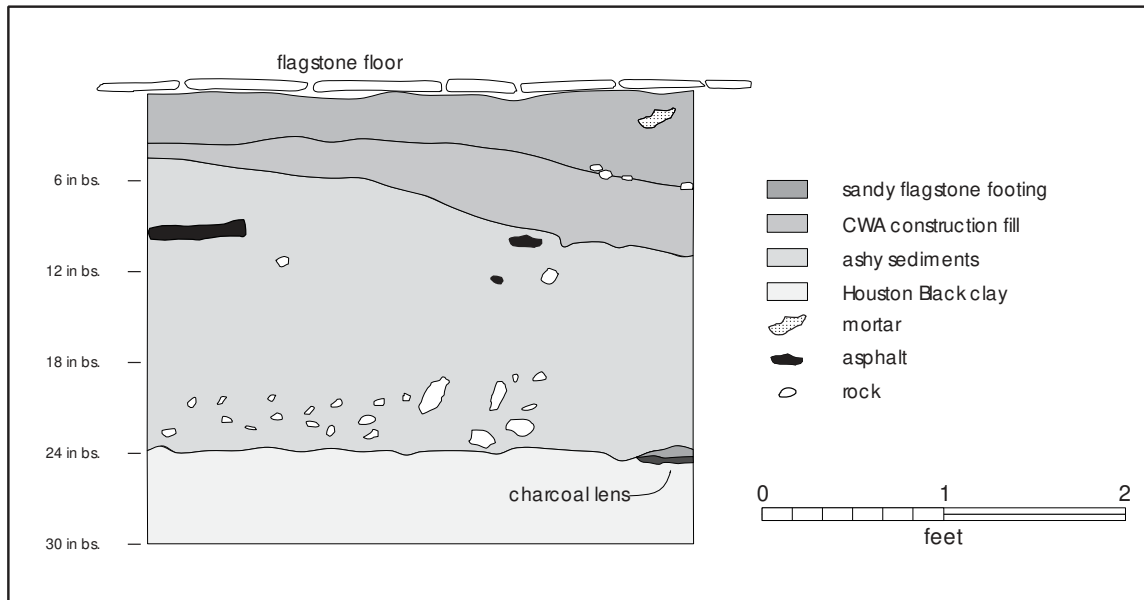 flagstone floor
6 in bs.
12 in bs.
18 in bs.
24 in bs.
30 in bs.
charcoal lens
sandy flagstone footing
CWA construction fill
ashy sediments
Houston Black clay
mortar
asphalt
rock
0 1 2
feet